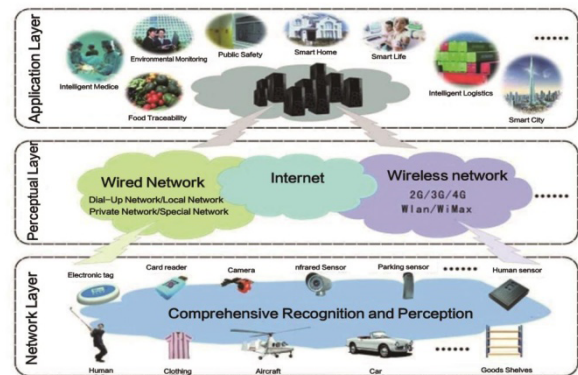 Application Layer
Environmental Monitoring
Public Safety
Smart Home
Smart Life
Intelligent Medice
Food Traceability
Intelligent Logistics
Smart City
Perceptual Layer
Wired Network
Dial-Up Network/Local Network
Private Network/Special Network
Internet
Wireless network
2G/3G/4G
Wlan/WiMax
Network Layer
Electronic tag
Card reader
Camera
nfrared Sensor
Parking sensor
Human sensor
Comprehensive Recognition and Perception
Human
Clothing
Aircraft
Car
Goods Shelves